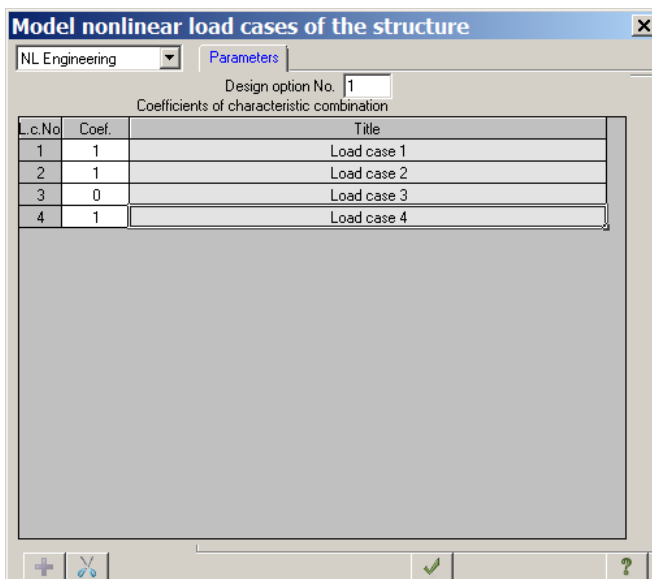 Model nonlinear load cases of the structure
NL Engineering
Parameters
Design option No. 1
Coefficients of characteristic combination
L.c.No Coef. Title
1 1 Load case 1
2 1 Load case 2
3 0 Load case 3
4 1 Load case 4